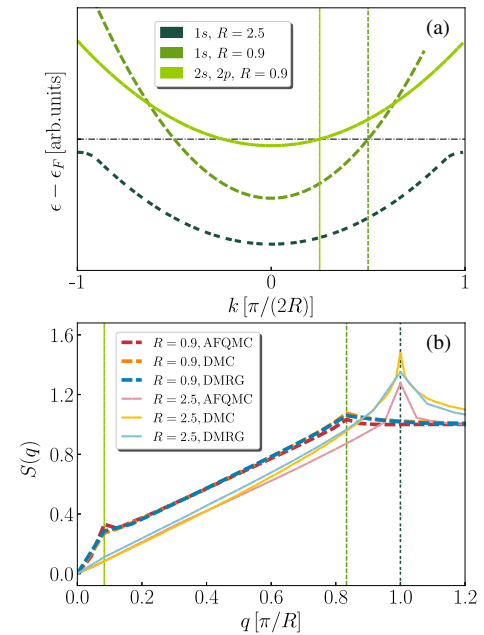 (a)
1s, R = 2.5
1s, R = 0.9
2s, 2p, R = 0.9
ϵ − ϵ_F [arb.units]
-1 0 1
k [π/(2R)]
(b)
R = 0.9, AFQMC
R = 0.9, DMC
R = 0.9, DMRG
R = 2.5, AFQMC
R = 2.5, DMC
R = 2.5, DMRG
S(q)
1.6
1.2
0.8
0.4
0.0
0.0 0.2 0.4 0.6 0.8 1.0 1.2
q [π/R]